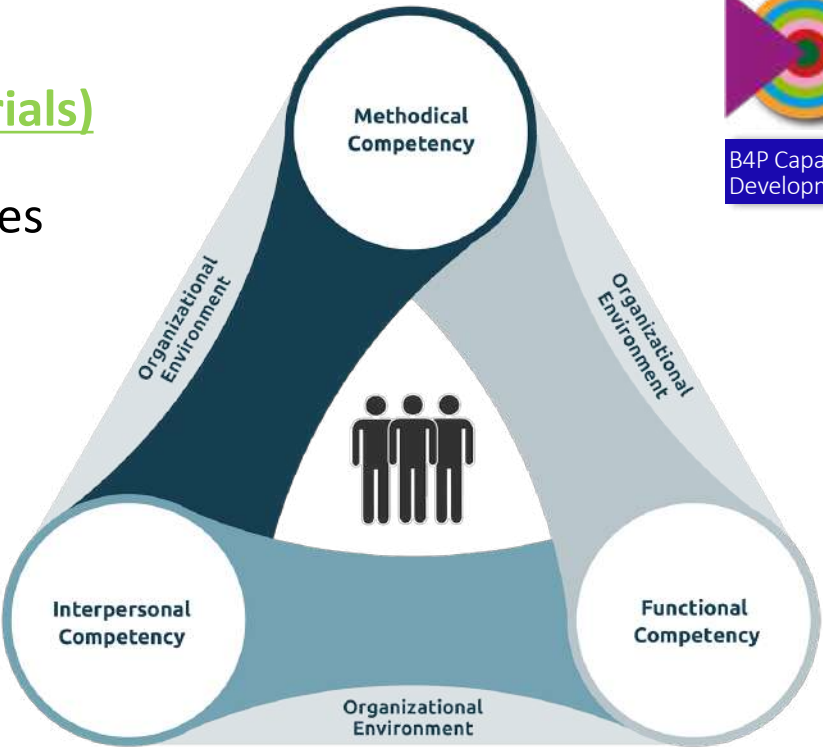 rials)
es
B4P Capa
Developm
Methodical
Competency
Organizational
Environment
Organizational
Environment
Interpersonal
Competency
Functional
Competency
Organizational
Environment